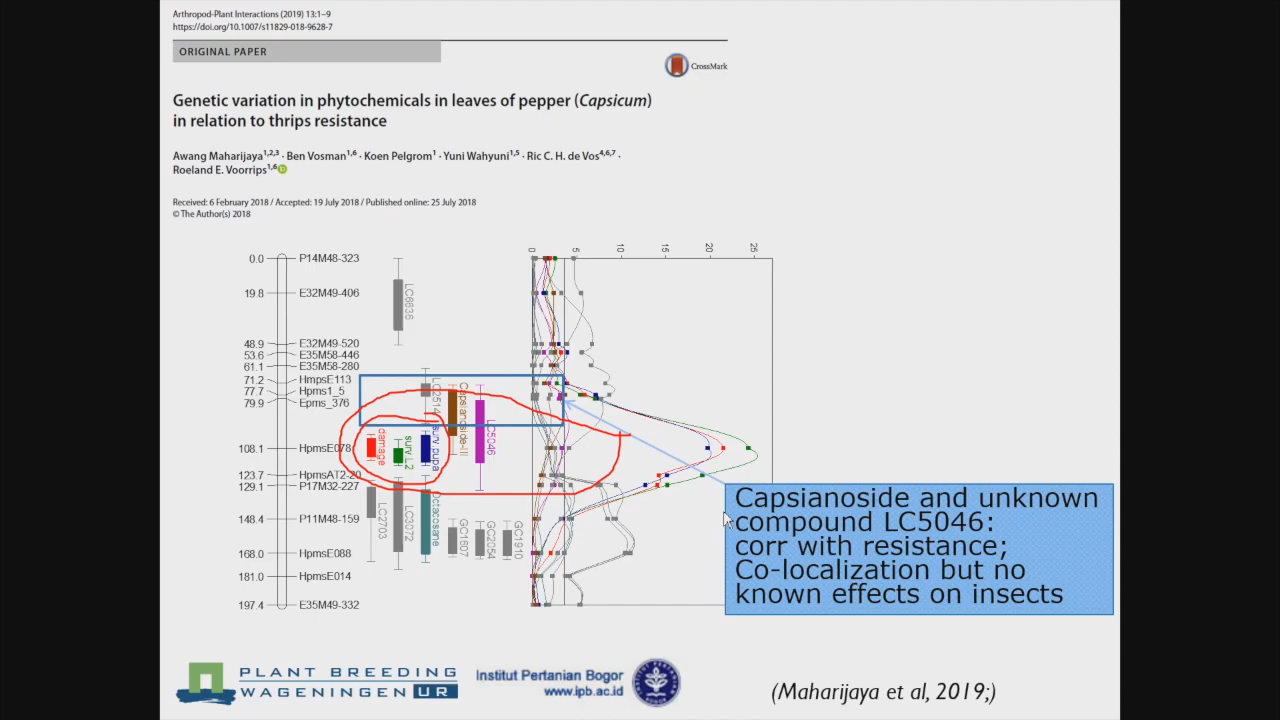 Arthropod-Plant Interactions (2019) 13:1–9
https://doi.org/10.1007/s11829-018-9628-7
ORIGINAL PAPER
CrossMark
Genetic variation in phytochemicals in leaves of pepper (Capsicum)
in relation to thrips resistance
Awang Maharijaya1,2,3 · Ben Vosman1,6 · Koen Pelgrom1 · Yuni Wahyuni1,5 · Ric C. H. de Vos4,6,7 ·
Roeland E. Voorrips1,6
Received: 6 February 2018 / Accepted: 19 July 2018 / Published online: 25 July 2018
© The Author(s) 2018
0 5 10 15 20 25
0.0 P14M48-323
19.8 E32M49-406
48.9 E32M49-520
53.6 E35M58-446
61.1 E35M58-280
71.2 HmpsE113
77.7 Hpms1_5
79.9 Epms_376
108.1 HpmsE078
123.7 HpmsAT2-20
129.1 P17M32-227
148.4 P11M48-159
168.0 HpmsE088
181.0 HpmsE014
197.4 E35M49-332
LC6836
LC2514
Capsianoside-III
LC5046
damage
surv L2
surv pupa
LC2703
LC3072
Octacosane
GC1807
GC2054
GC1910
Capsianoside and unknown
compound LC5046:
corr with resistance;
Co-localization but no
known effects on insects
PLANT BREEDING
WAGENINGEN UR
Institut Pertanian Bogor
www.ipb.ac.id
(Maharijaya et al, 2019;)